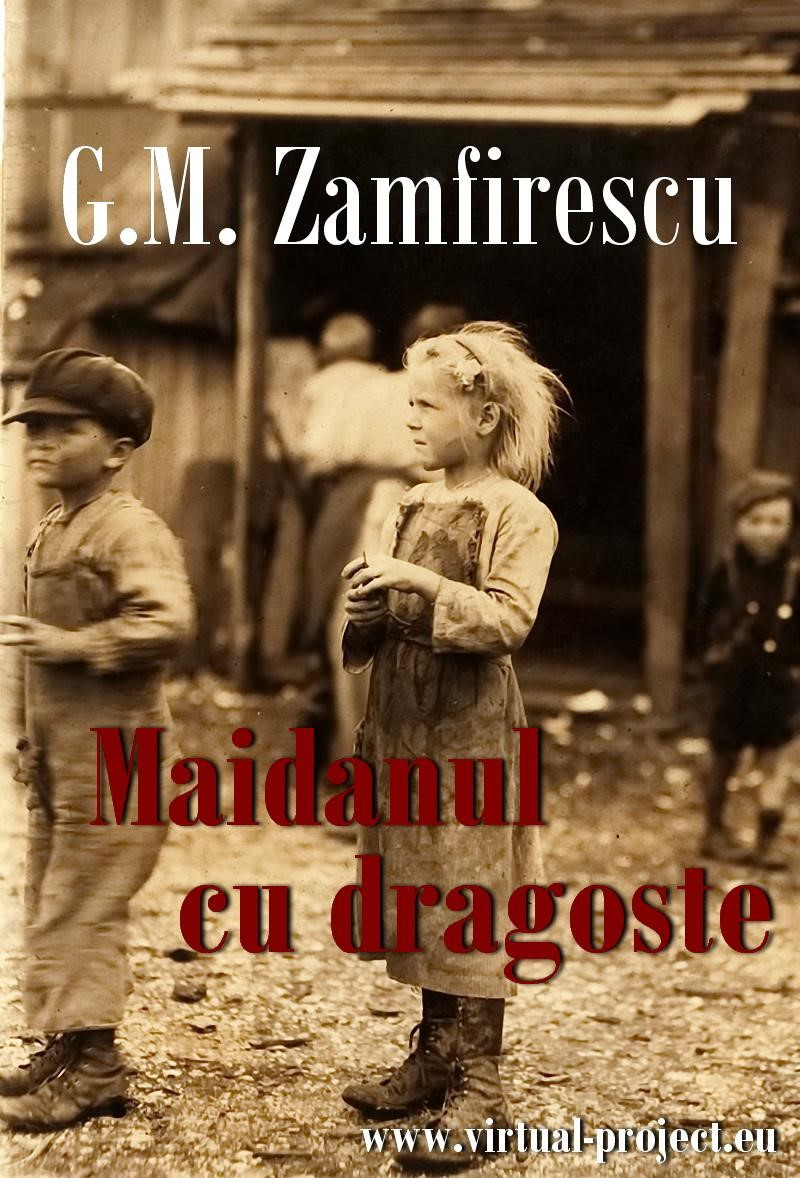 G.M. Zamfirescu
Maidanul
cu dragoste
www.virtual-project.eu